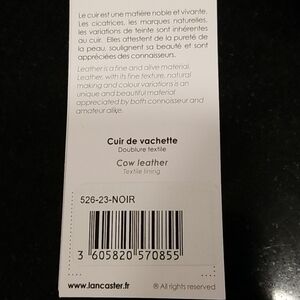 Le cuir est une matière noble et vivante.
Les cicatrices, les marques naturelles,
les variations de teinte sont inhérentes
au cuir. Elles attestent de la pureté de
la peau, soulignent sa beauté et sont
appréciées des connaisseurs.
Leather is a fine and alive material.
Leather, with its fine texture, natural
making and colour variations is an
unique and beautiful material
appreciated by both connaisseur and
amateur alike.
Cuir de vachette
Doublure textile
Cow leather
Textile lining
526-23-NOIR
3 605820 570855
www.lancaster.fr
® All rights reserved